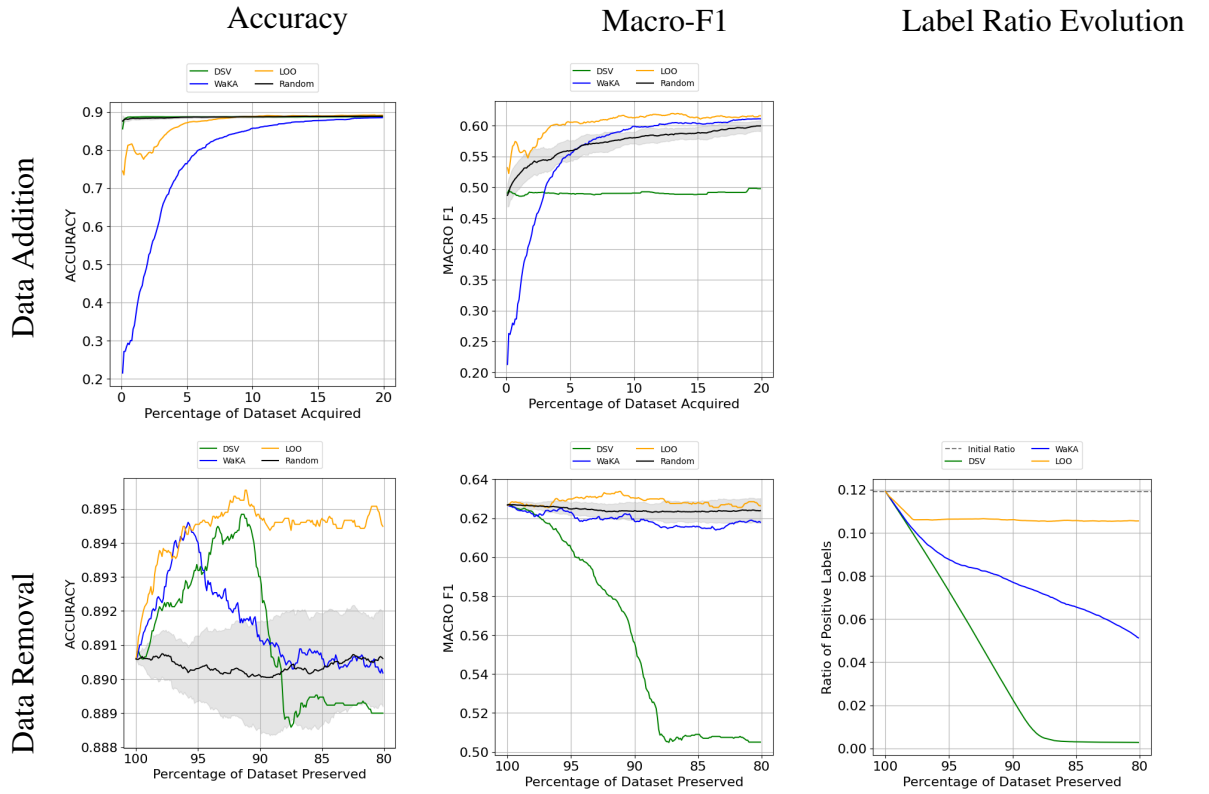 Accuracy
Macro-F1
Label Ratio Evolution
Data Addition
DSV
LOO
WaKA
Random
ACCURACY
0.9
0.8
0.7
0.6
0.5
0.4
0.3
0.2
0
5
10
15
20
Percentage of Dataset Acquired
DSV
LOO
WaKA
Random
MACRO F1
0.60
0.55
0.50
0.45
0.40
0.35
0.30
0.25
0.20
0
5
10
15
20
Percentage of Dataset Acquired
Data Removal
DSV
LOO
WaKA
Random
ACCURACY
0.895
0.894
0.893
0.892
0.891
0.890
0.889
0.888
100
95
90
85
80
Percentage of Dataset Preserved
DSV
LOO
WaKA
Random
MACRO F1
0.64
0.62
0.60
0.58
0.56
0.54
0.52
0.50
100
95
90
85
80
Percentage of Dataset Preserved
Initial Ratio
WaKA
DSV
LOO
Ratio of Positive Labels
0.12
0.10
0.08
0.06
0.04
0.02
0.00
100
95
90
85
80
Percentage of Dataset Preserved